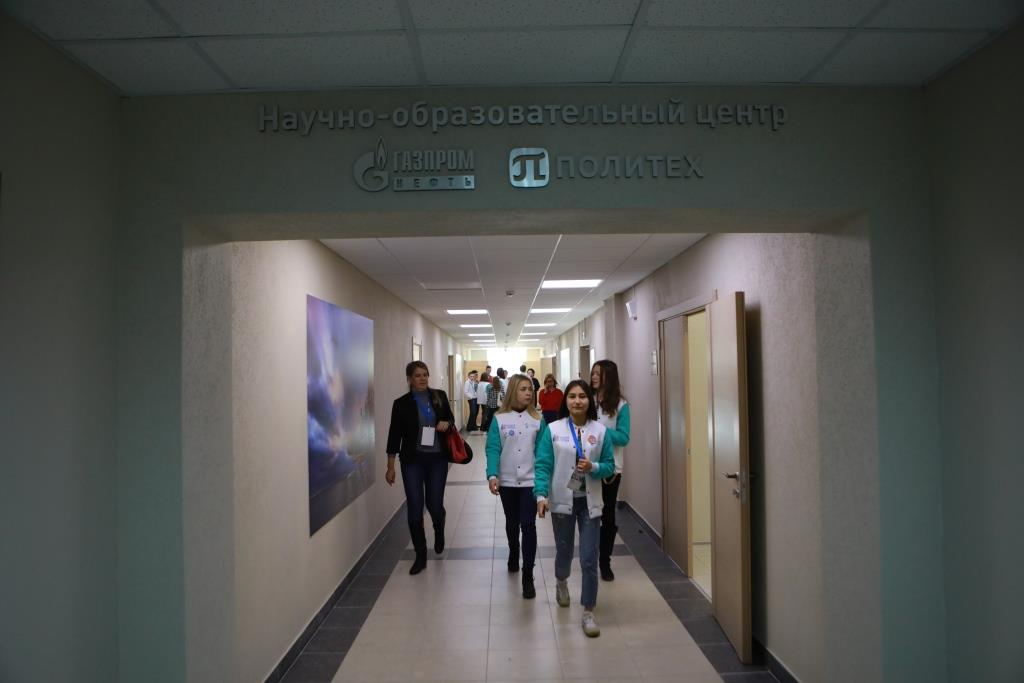 Научно-образовательный центр
ГАЗПРОМ НЕФТЬ
π ПОЛИТЕХ